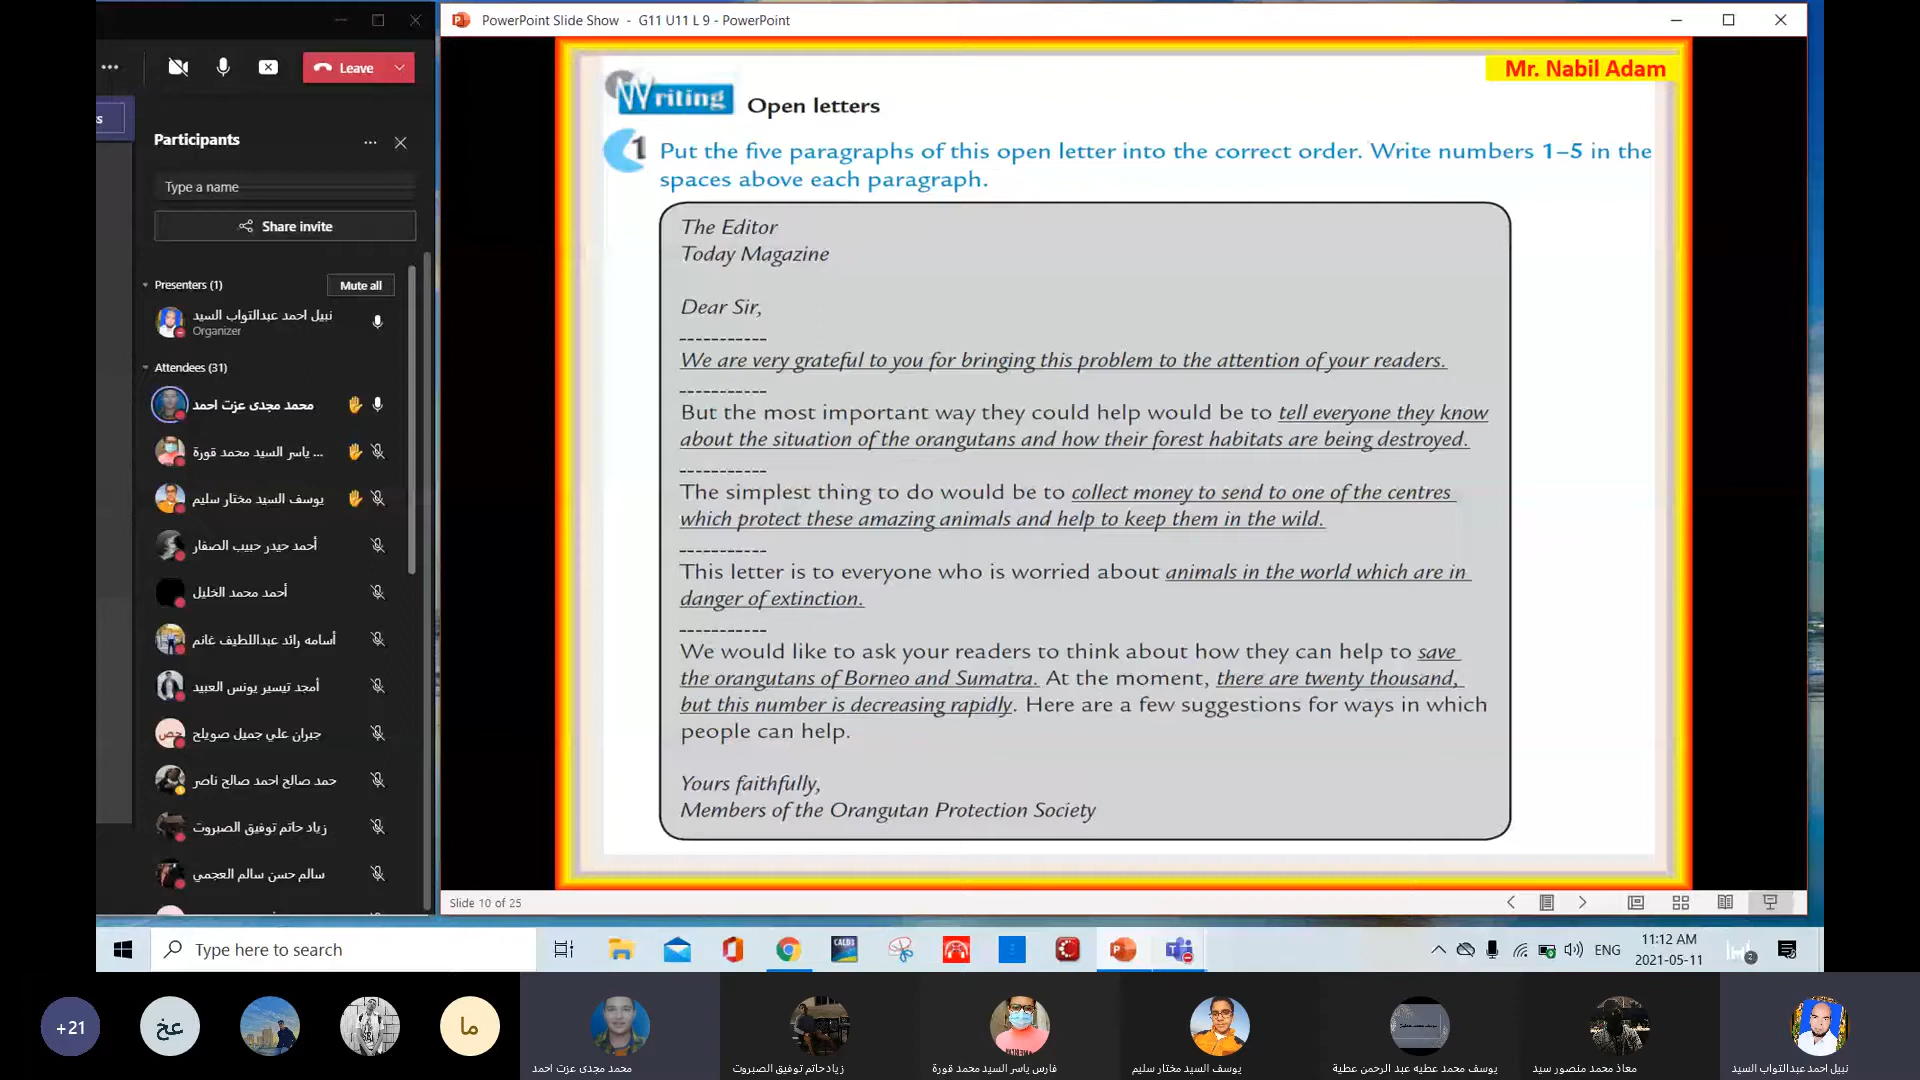 PowerPoint Slide Show - G11 U11 L 9 - PowerPoint
Leave
s
Participants
Type a name
Share invite
Presenters (1)
Mute all
نبيل احمد عبدالتواب السيد
Organizer
Attendees (31)
محمد مجدى عزت احمد
ياسر السيد محمد قورة ...
يوسف السيد مختار سليم
أحمد حيدر حبيب الصفار
أحمد محمد الخليل
أسامه رائد عبداللطيف غانم
أمجد تيسير يونس العبيد
جص
جبران علي جميل صويلح
حمد صالح احمد صالح ناصر
زياد حاتم توفيق الصبروت
سالم حسن سالم العجمي
Mr. Nabil Adam
Writing Open letters
1 Put the five paragraphs of this open letter into the correct order. Write numbers 1–5 in the
spaces above each paragraph.
The Editor
Today Magazine
Dear Sir,
-----------
We are very grateful to you for bringing this problem to the attention of your readers.
-----------
But the most important way they could help would be to tell everyone they know
about the situation of the orangutans and how their forest habitats are being destroyed.
-----------
The simplest thing to do would be to collect money to send to one of the centres
which protect these amazing animals and help to keep them in the wild.
-----------
This letter is to everyone who is worried about animals in the world which are in
danger of extinction.
-----------
We would like to ask your readers to think about how they can help to save
the orangutans of Borneo and Sumatra. At the moment, there are twenty thousand,
but this number is decreasing rapidly. Here are a few suggestions for ways in which
people can help.
Yours faithfully,
Members of the Orangutan Protection Society
Slide 10 of 25
Type here to search
ENG
11:12 AM
2021-05-11
2
+21
عخ
ما
محمد مجدى عزت احمد
زياد حاتم توفيق الصبروت
فارس ياسر السيد محمد قورة
يوسف السيد مختار سليم
يوسف محمد عطيه عبد الرحمن عطية
معاذ محمد منصور سيد
نبيل احمد عبدالتواب السيد